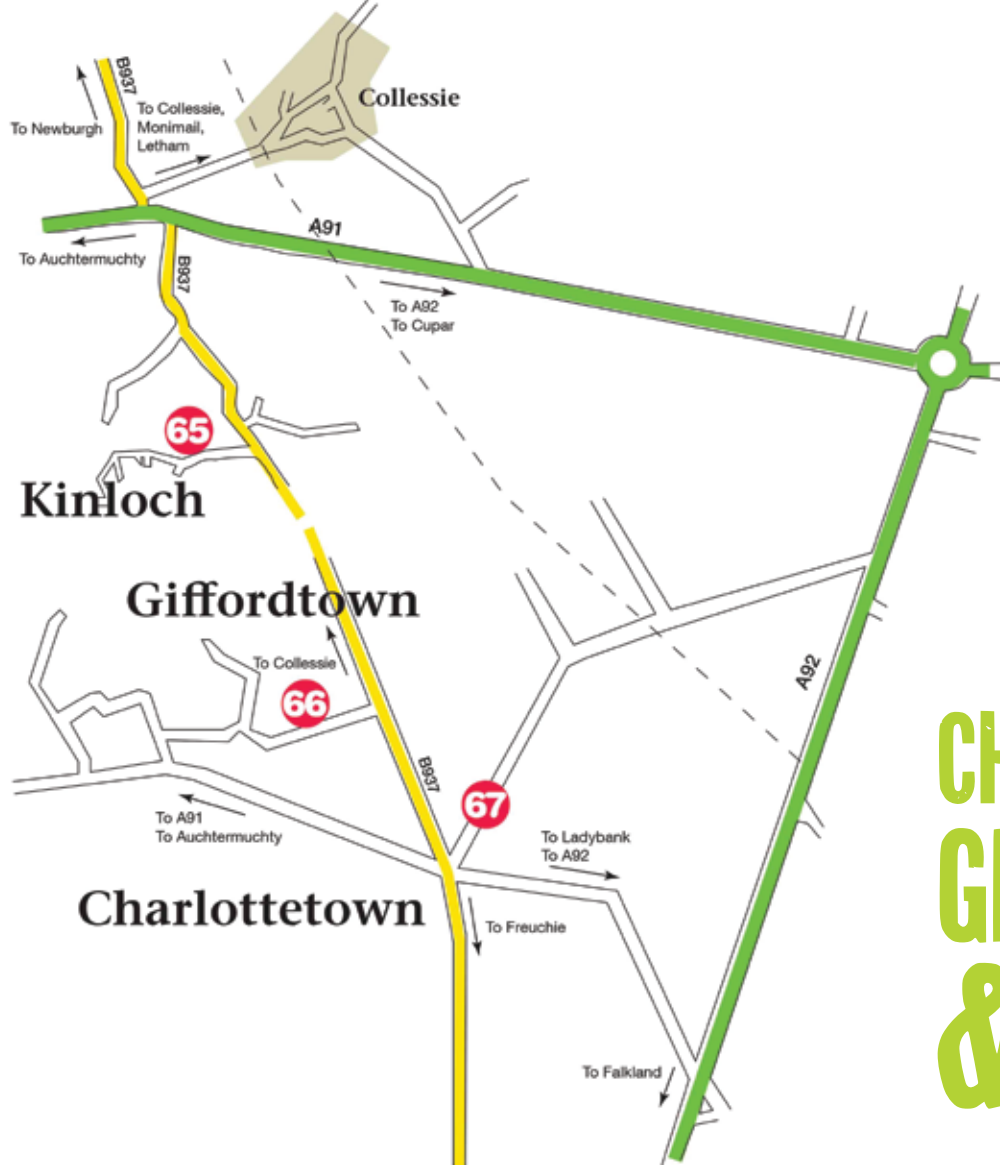 B937
Collessie
To Collessie,
Monimail,
Letham
To Newburgh
A91
To Auchtermuchty
B937
To A92
To Cupar
65
Kinloch
Giffordtown
To Collessie
66
A92
B937
67
To A91
To Auchtermuchty
To Ladybank
To A92
Charlottetown
To Freuchie
To Falkland
CH
GI
&